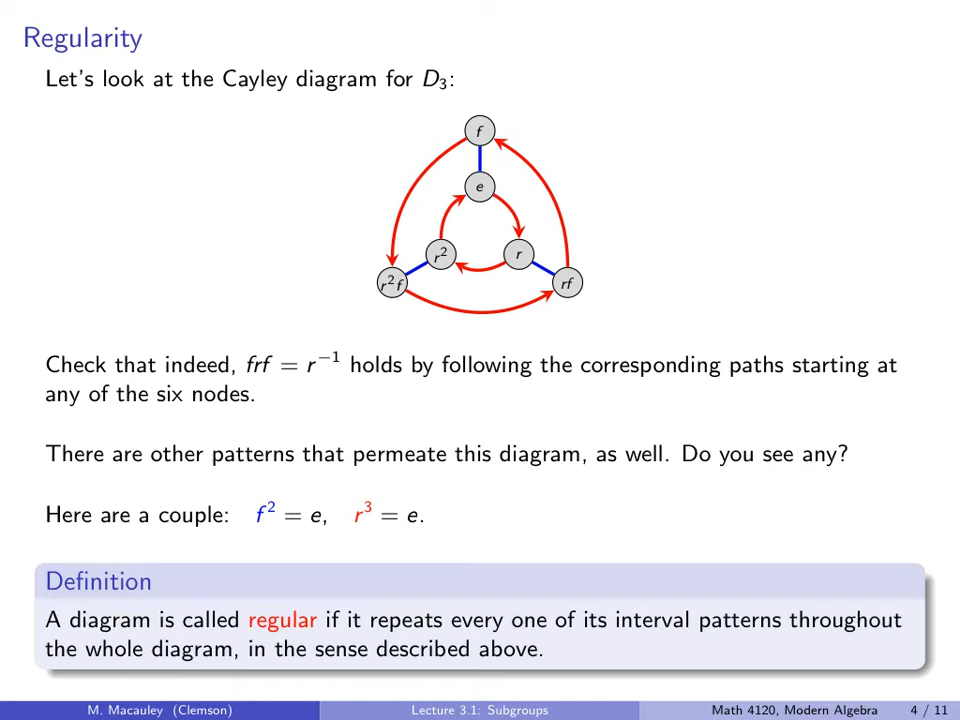 Regularity
Let's look at the Cayley diagram for D₃:
f
e
r²
r
r²f
rf
Check that indeed, frf = r⁻¹ holds by following the corresponding paths starting at
any of the six nodes.
There are other patterns that permeate this diagram, as well. Do you see any?
Here are a couple: f² = e, r³ = e.
Definition
A diagram is called regular if it repeats every one of its interval patterns throughout
the whole diagram, in the sense described above.
M. Macauley (Clemson) Lecture 3.1: Subgroups Math 4120, Modern Algebra 4 / 11